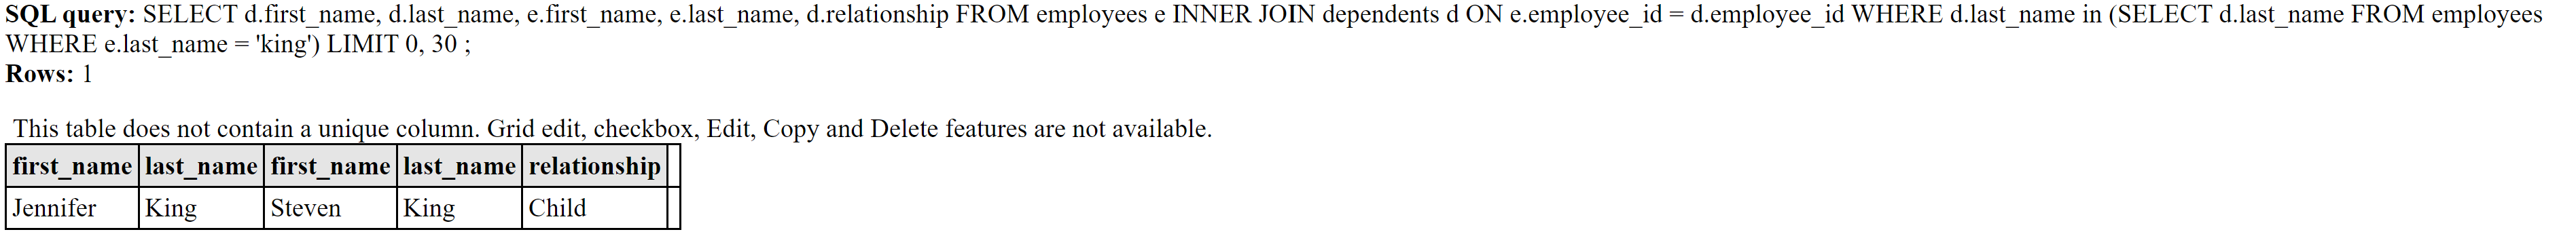 SQL query: SELECT d.first_name, d.last_name, e.first_name, e.last_name, d.relationship FROM employees e INNER JOIN dependents d ON e.employee_id = d.employee_id WHERE d.last_name in (SELECT d.last_name FROM employees
WHERE e.last_name = 'king') LIMIT 0, 30 ;
Rows: 1
This table does not contain a unique column. Grid edit, checkbox, Edit, Copy and Delete features are not available.
first_name last_name first_name last_name relationship
Jennifer King Steven King Child